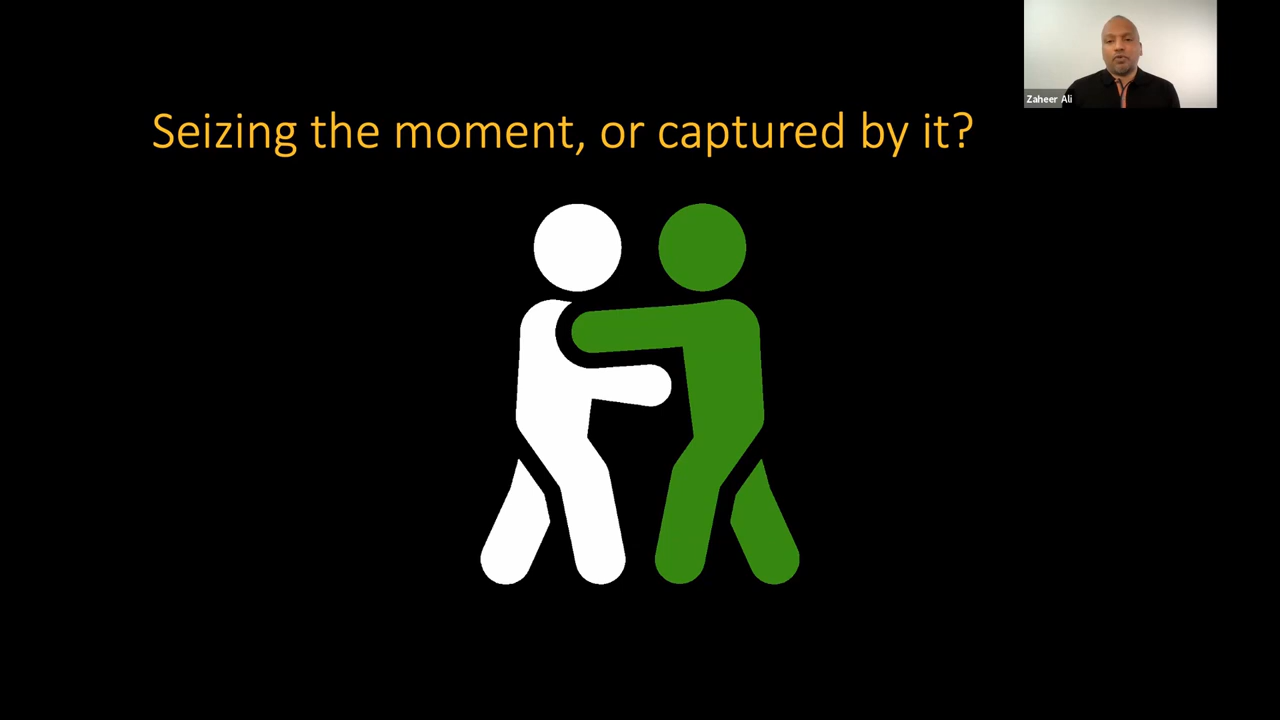 Zaheer Ali
Seizing the moment, or captured by it?